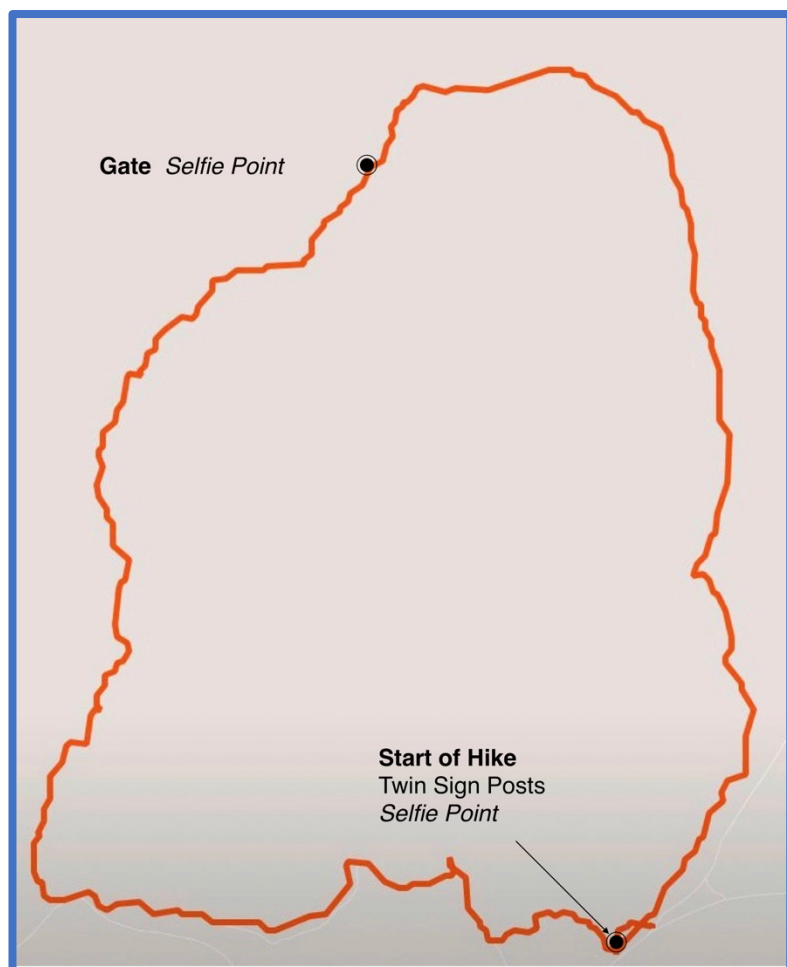 Gate Selfie Point
Start of Hike
Twin Sign Posts
Selfie Point